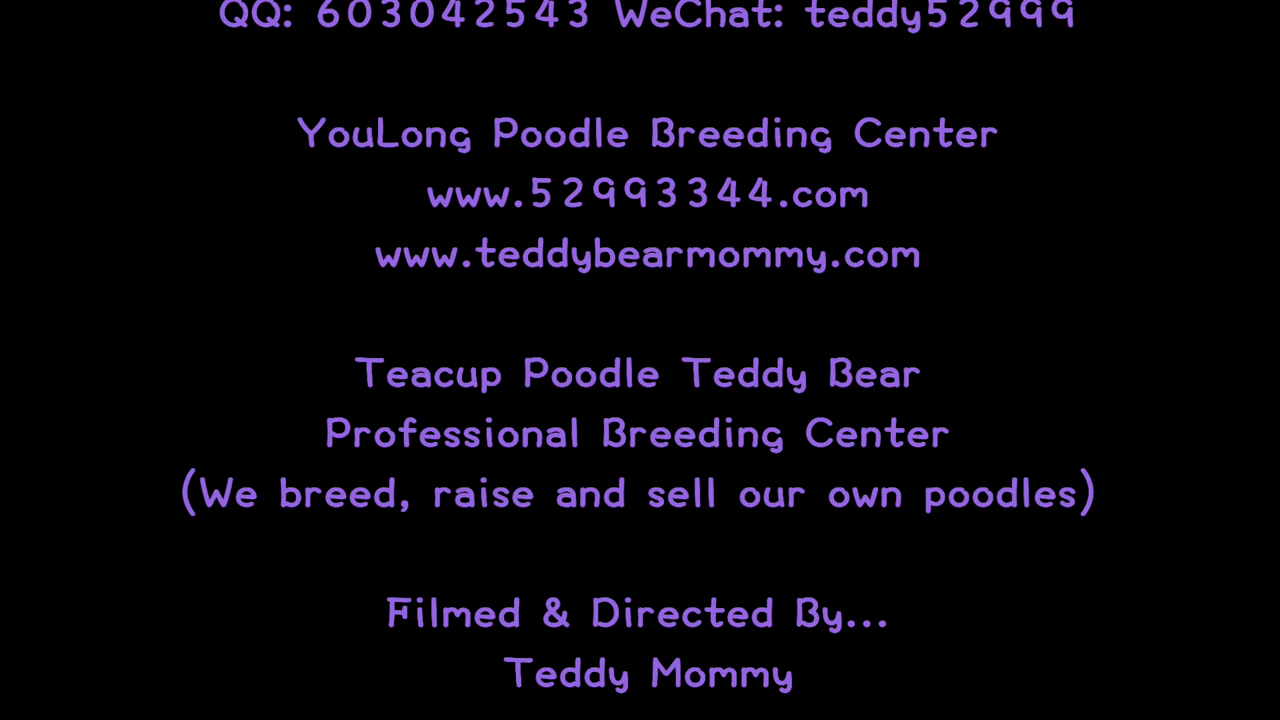 QQ: 603042543 WeChat: teddy52999
YouLong Poodle Breeding Center
www.52993344.com
www.teddybearmommy.com
Teacup Poodle Teddy Bear
Professional Breeding Center
(We breed, raise and sell our own poodles)
Filmed & Directed By...
Teddy Mommy